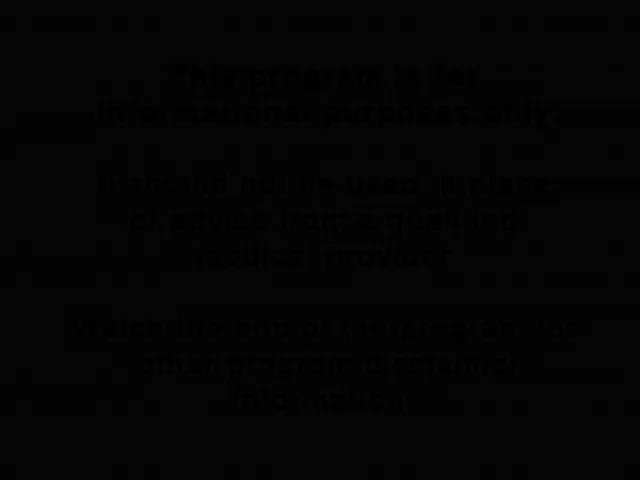 This program is for
informational purposes only.
It should not be used in place
of advice from a qualified
medical provider.
Watch the end of the program for
other program disclaimer
information.